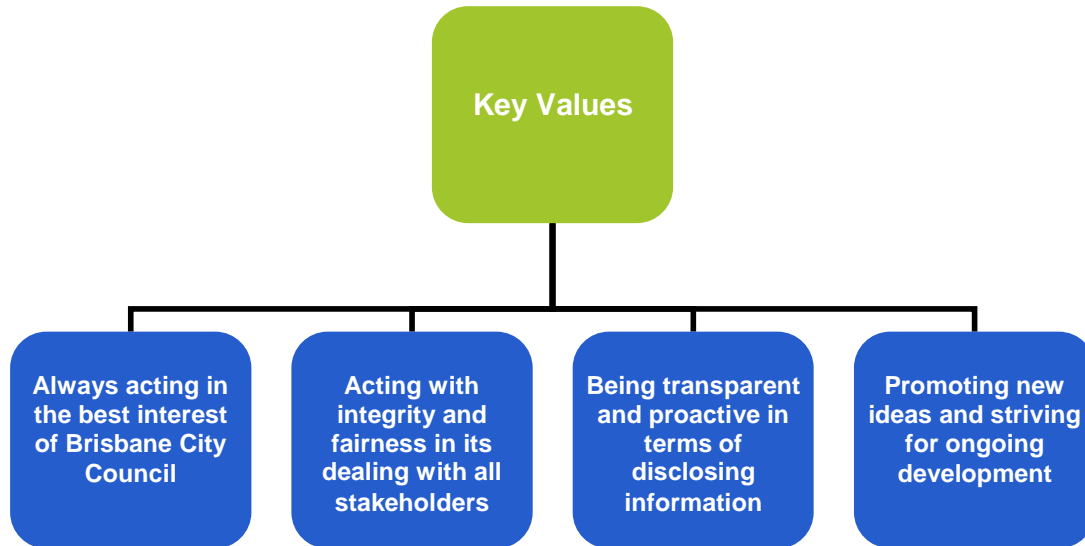 Key Values
Always acting in
the best interest
of Brisbane City
Council
Acting with
integrity and
fairness in its
dealing with all
stakeholders
Being transparent
and proactive in
terms of
disclosing
information
Promoting new
ideas and striving
for ongoing
development